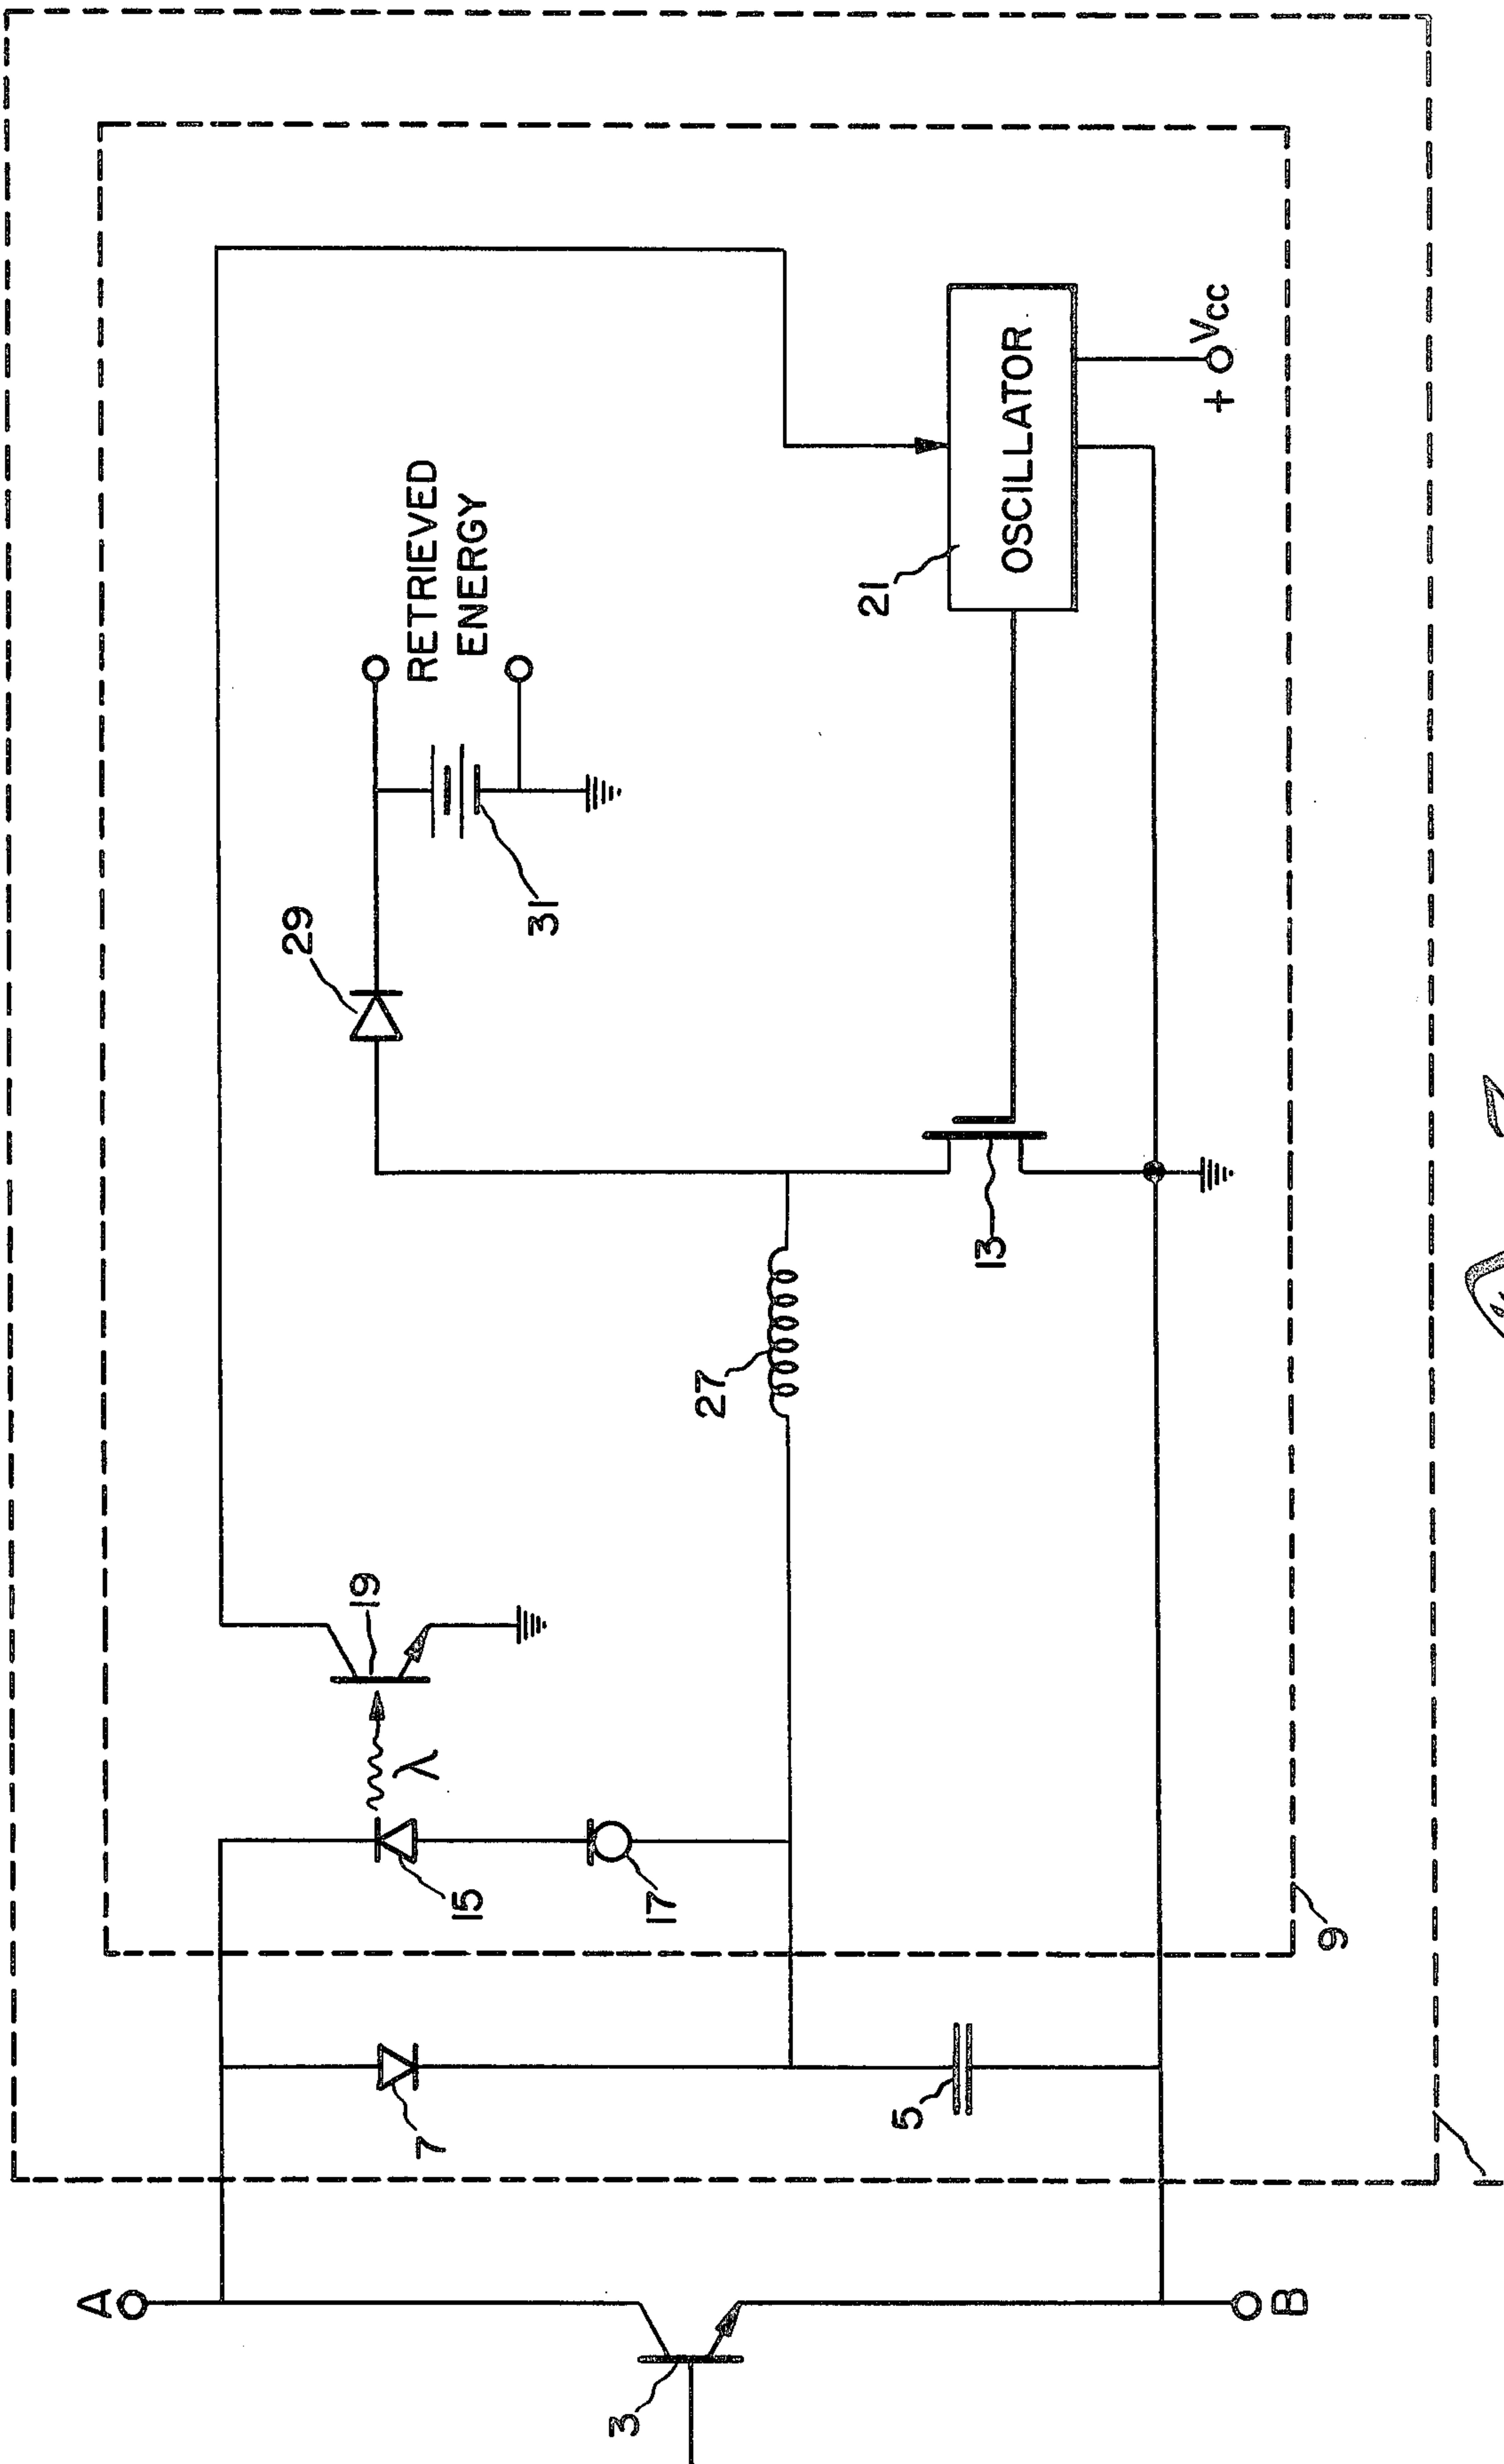 A
B
3
7
5
15
17
λ
19
27
29
31
RETRIEVED
ENERGY
13
21
OSCILLATOR
+
VCC
9
1